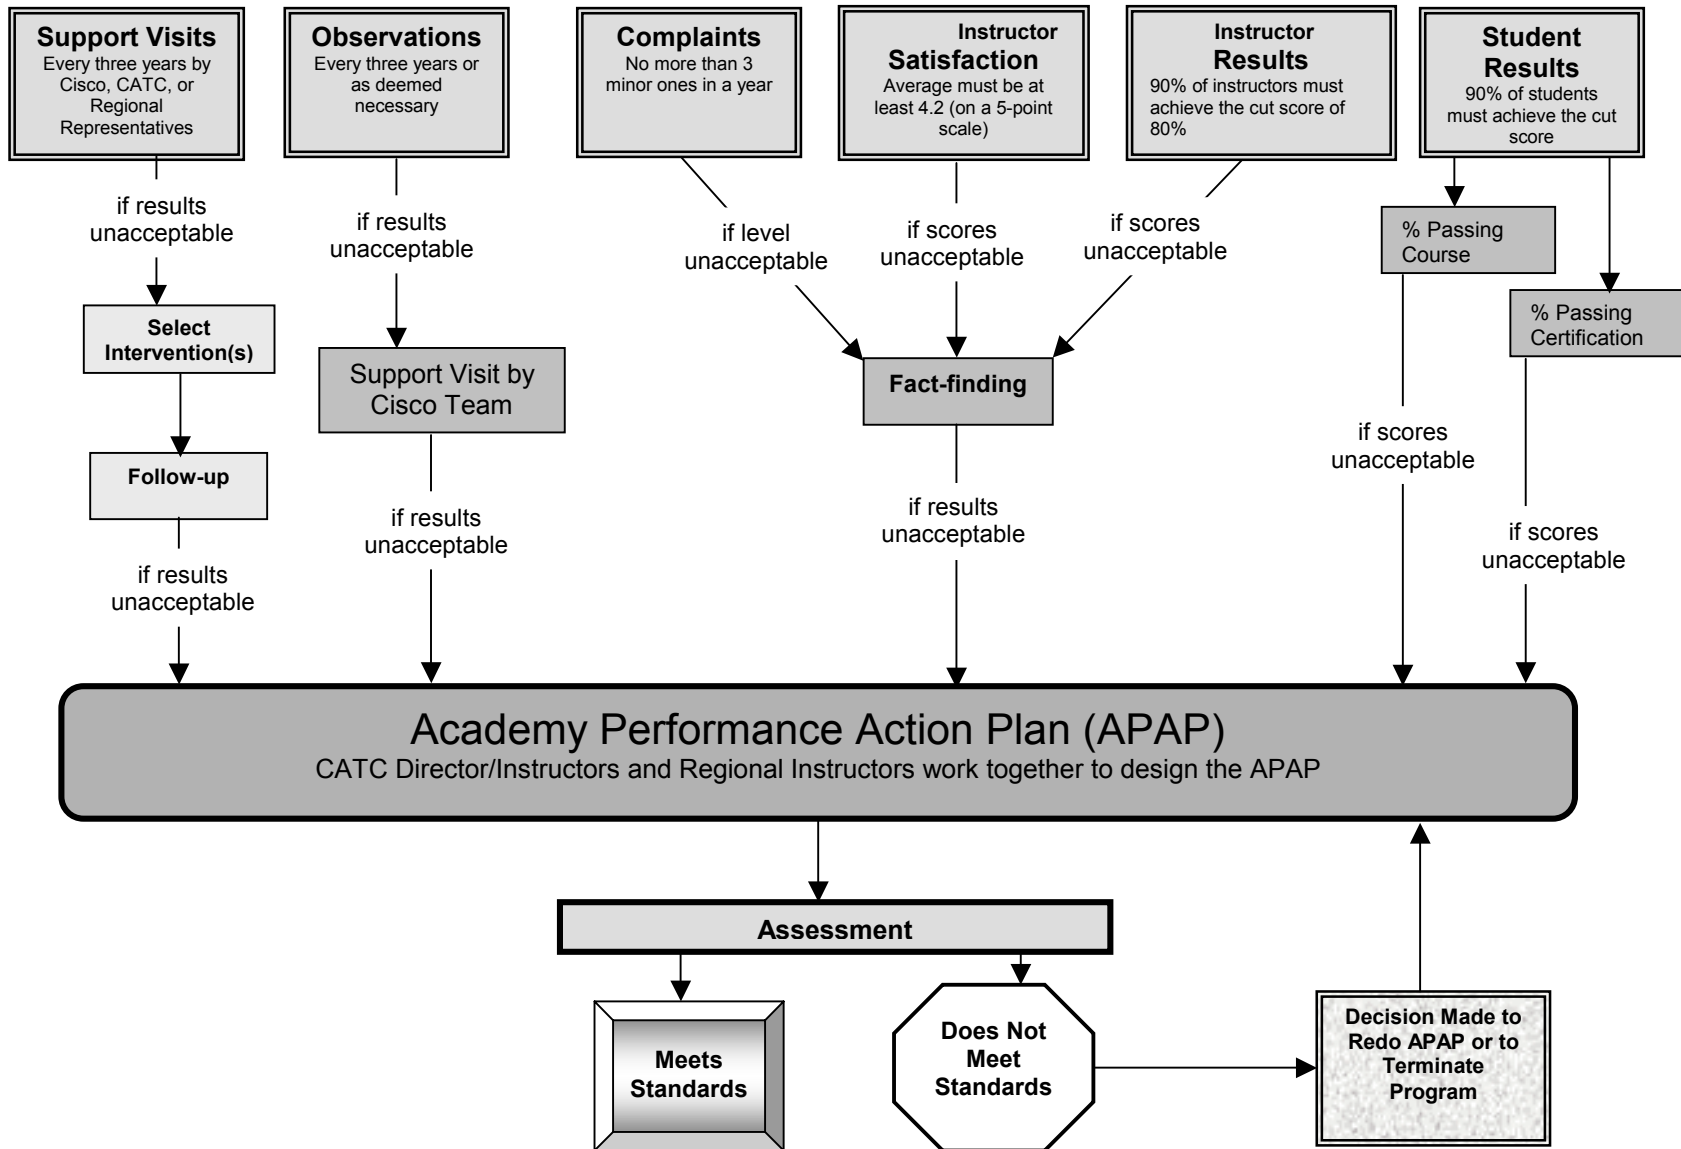 Support Visits
Every three years by
Cisco, CATC, or
Regional
Representatives
Observations
Every three years or
as deemed
necessary
Complaints
No more than 3
minor ones in a year
Instructor
Satisfaction
Average must be at
least 4.2 (on a 5-point
scale)
Instructor
Results
90% of instructors must
achieve the cut score of
80%
Student
Results
90% of students
must achieve the cut
score
if results
unacceptable
if results
unacceptable
if level
unacceptable
if scores
unacceptable
if scores
unacceptable
% Passing
Course
% Passing
Certification
Select
Intervention(s)
Support Visit by
Cisco Team
Fact-finding
Follow-up
if scores
unacceptable
if results
unacceptable
if results
unacceptable
if scores
unacceptable
if results
unacceptable
Academy Performance Action Plan (APAP)
CATC Director/Instructors and Regional Instructors work together to design the APAP
Assessment
Meets
Standards
Does Not
Meet
Standards
Decision Made to
Redo APAP or to
Terminate
Program